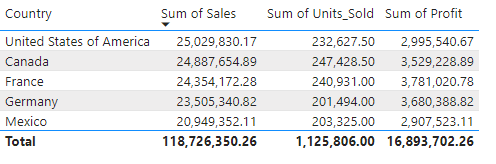 Country Sum of Sales Sum of Units_Sold Sum of Profit
United States of America 25,029,830.17 232,627.50 2,995,540.67
Canada 24,887,654.89 247,428.50 3,529,228.89
France 24,354,172.28 240,931.00 3,781,020.78
Germany 23,505,340.82 201,494.00 3,680,388.82
Mexico 20,949,352.11 203,325.00 2,907,523.11
Total 118,726,350.26 1,125,806.00 16,893,702.26